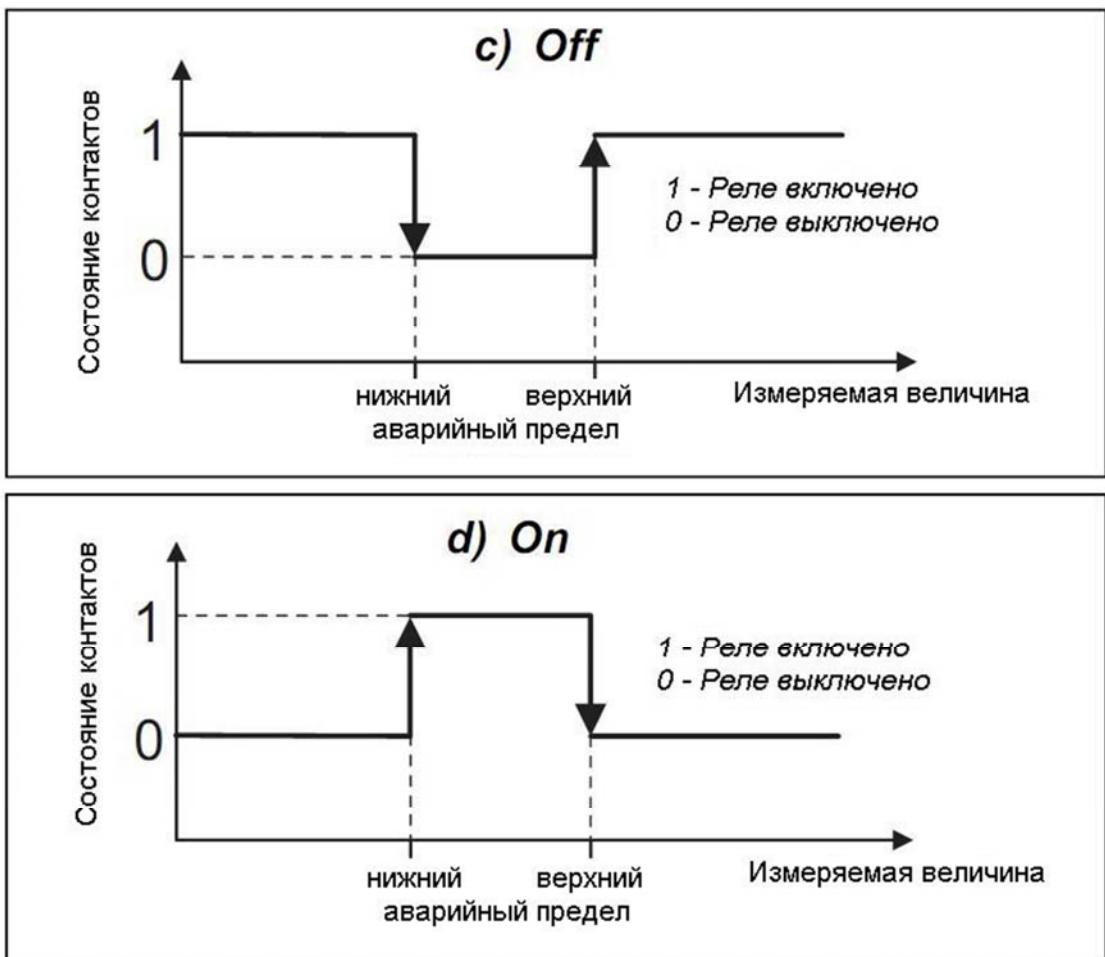 c) Off
Состояние контактов
1
0
1 - Реле включено
0 - Реле выключено
нижний верхний
аварийный предел
Измеряемая величина
d) On
Состояние контактов
1
0
1 - Реле включено
0 - Реле выключено
нижний верхний
аварийный предел
Измеряемая величина